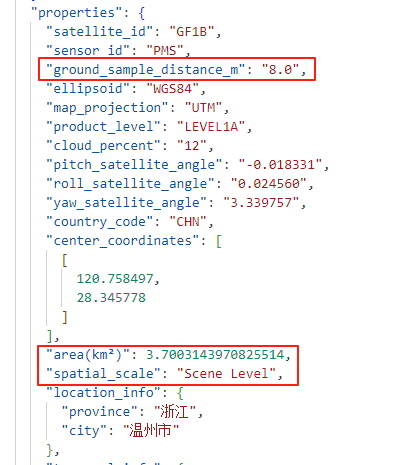 "properties": {
"satellite_id": "GF1B",
"sensor_id": "PMS",
"ground_sample_distance_m": "8.0",
"ellipsoid": "WGS84",
"map_projection": "UTM",
"product_level": "LEVEL1A",
"cloud_percent": "12",
"pitch_satellite_angle": "-0.018331",
"roll_satellite_angle": "0.024560",
"yaw_satellite_angle": "3.339757",
"country_code": "CHN",
"center_coordinates": [
[
120.758497,
28.345778
]
],
"area(km²)": 3.7003143970825514,
"spatial_scale": "Scene Level",
"location_info": {
"province": "浙江",
"city": "温州市"
},